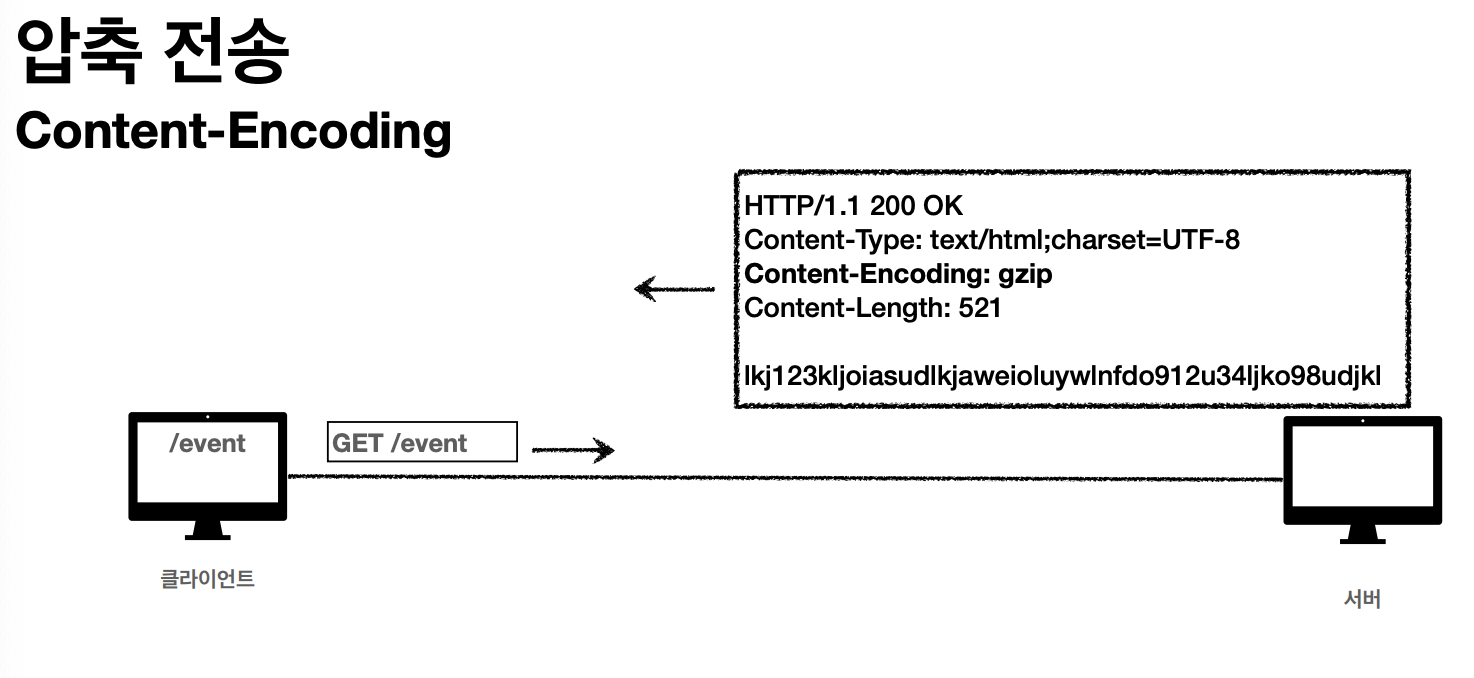 압축 전송
Content-Encoding
HTTP/1.1 200 OK
Content-Type: text/html;charset=UTF-8
Content-Encoding: gzip
Content-Length: 521
lkj123kljoiasudlkjaweioluywlnfdo912u34ljko98udjkl
/event
GET /event
클라이언트
서버